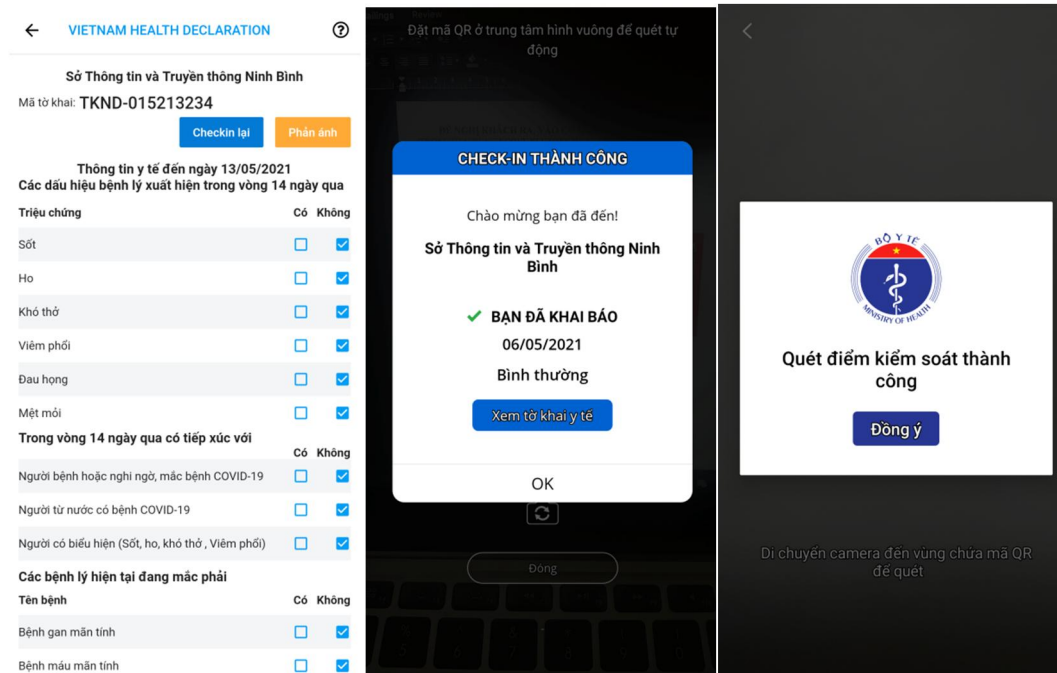 VIETNAM HEALTH DECLARATION
Sở Thông tin và Truyền thông Ninh Bình
Mã tờ khai: TKND-015213234
Checkin lại
Phản ánh
Thông tin y tế đến ngày 13/05/2021
Các dấu hiệu bệnh lý xuất hiện trong vòng 14 ngày qua
Triệu chứng Có Không
Sốt
Ho
Khó thở
Viêm phổi
Đau họng
Mệt mỏi
Trong vòng 14 ngày qua có tiếp xúc với
Có Không
Người bệnh hoặc nghi ngờ, mắc bệnh COVID-19
Người từ nước có bệnh COVID-19
Người có biểu hiện (Sốt, ho, khó thở , Viêm phổi)
Các bệnh lý hiện tại đang mắc phải
Tên bệnh Có Không
Bệnh gan mãn tính
Bệnh máu mãn tính
Đặt mã QR ở trung tâm hình vuông để quét tự
động
CHECK-IN THÀNH CÔNG
Chào mừng bạn đã đến!
Sở Thông tin và Truyền thông Ninh
Bình
BẠN ĐÃ KHAI BÁO
06/05/2021
Bình thường
Xem tờ khai y tế
OK
Đóng
BỘ Y TẾ
MINISTRY OF HEALTH
Quét điểm kiểm soát thành
công
Đồng ý
Di chuyển camera đến vùng chứa mã QR
để quét